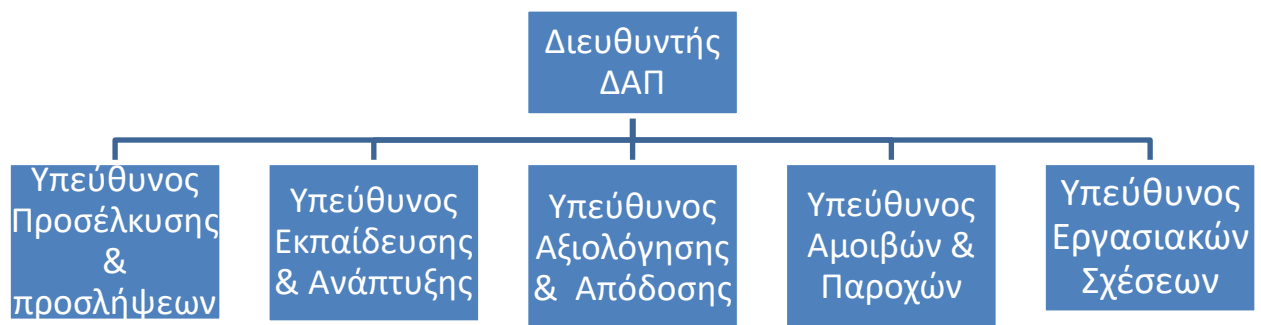 Διευθυντής
ΔΑΠ
Υπεύθυνος
Προσέλκυσης
&
προσλήψεων
Υπεύθυνος
Εκπαίδευσης
& Ανάπτυξης
Υπεύθυνος
Αξιολόγησης
& Απόδοσης
Υπεύθυνος
Αμοιβών &
Παροχών
Υπεύθυνος
Εργασιακών
Σχέσεων